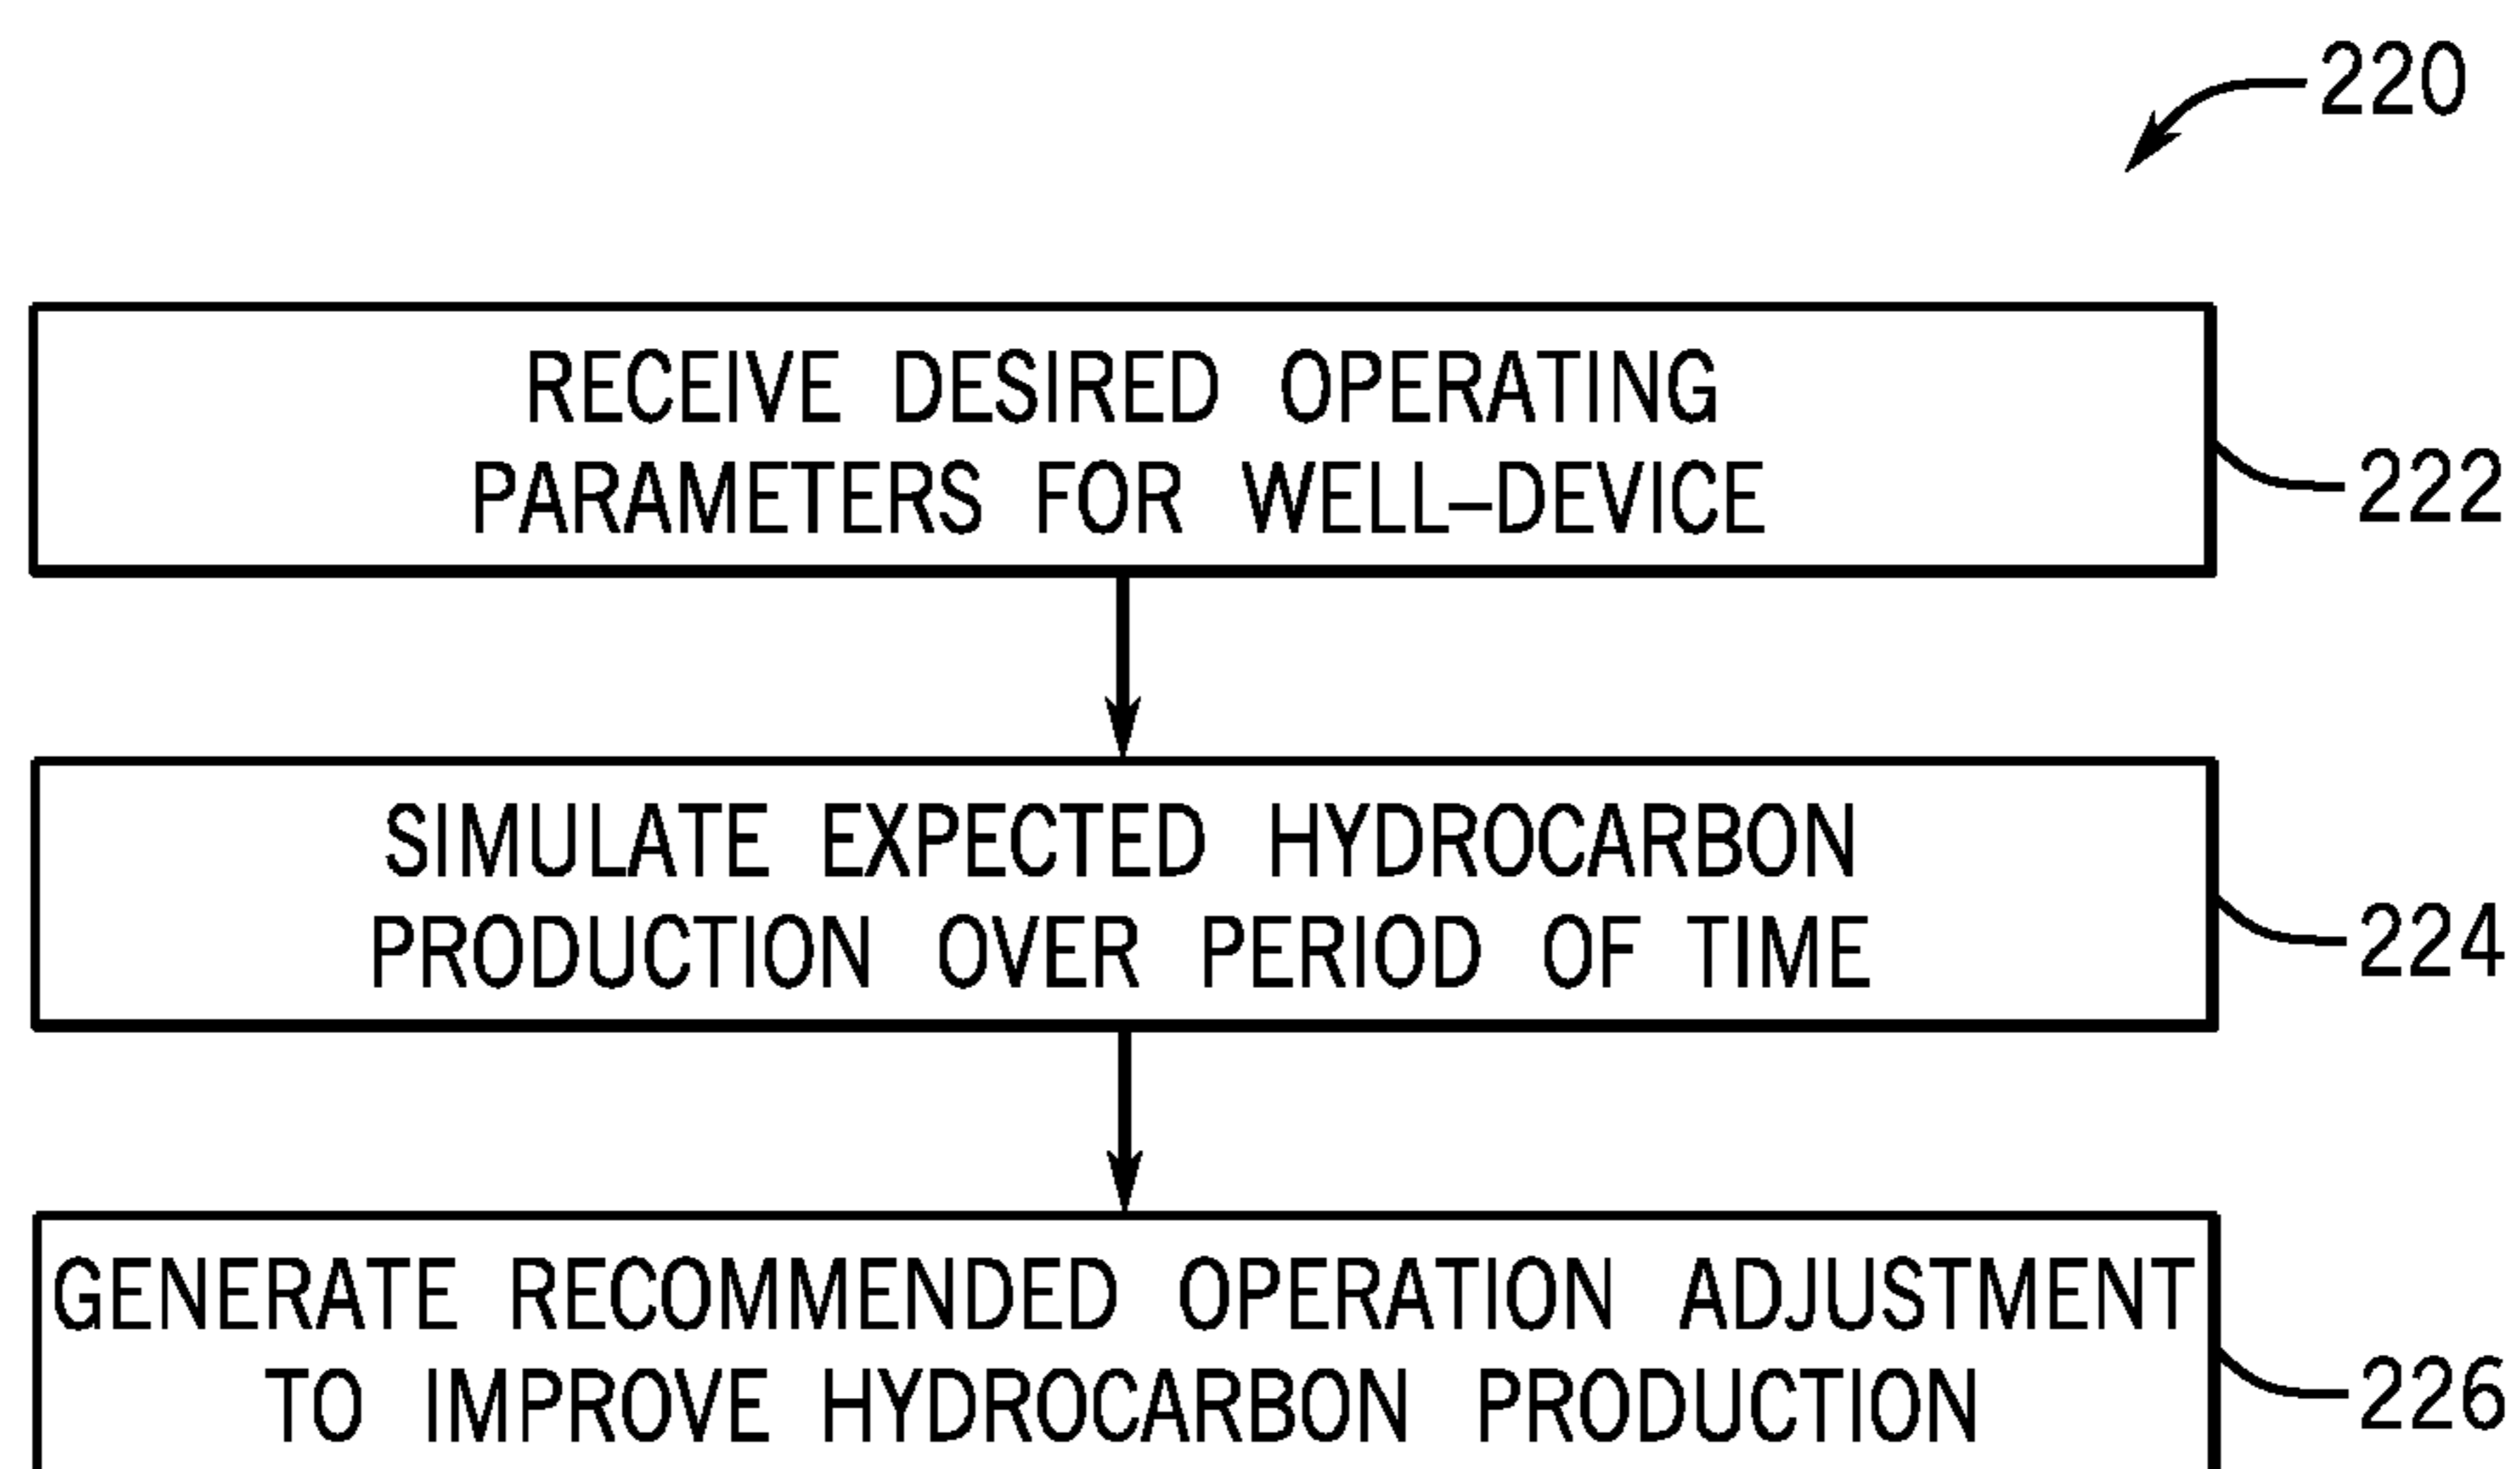 220
RECEIVE DESIRED OPERATING
PARAMETERS FOR WELL–DEVICE
222
SIMULATE EXPECTED HYDROCARBON
PRODUCTION OVER PERIOD OF TIME
224
GENERATE RECOMMENDED OPERATION ADJUSTMENT
TO IMPROVE HYDROCARBON PRODUCTION
226